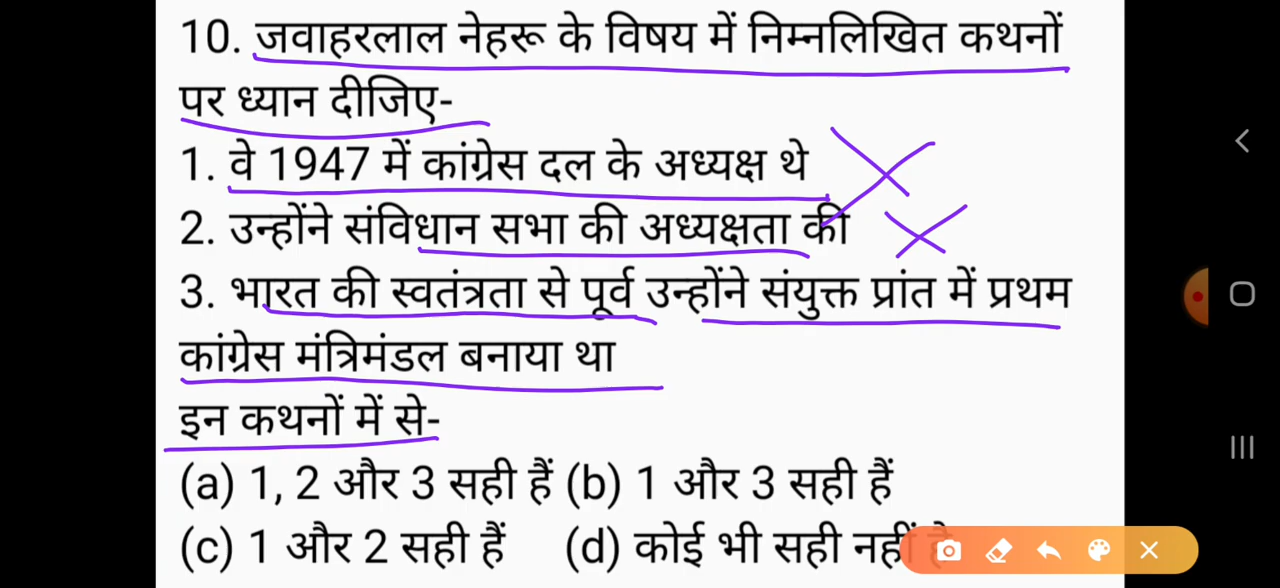 10. जवाहरलाल नेहरू के विषय में निम्नलिखित कथनों
पर ध्यान दीजिए-
1. वे 1947 में कांग्रेस दल के अध्यक्ष थे
2. उन्होंने संविधान सभा की अध्यक्षता की
3. भारत की स्वतंत्रता से पूर्व उन्होंने संयुक्त प्रांत में प्रथम
कांग्रेस मंत्रिमंडल बनाया था
इन कथनों में से-
(a) 1, 2 और 3 सही हैं (b) 1 और 3 सही हैं
(c) 1 और 2 सही हैं (d) कोई भी सही नहीं